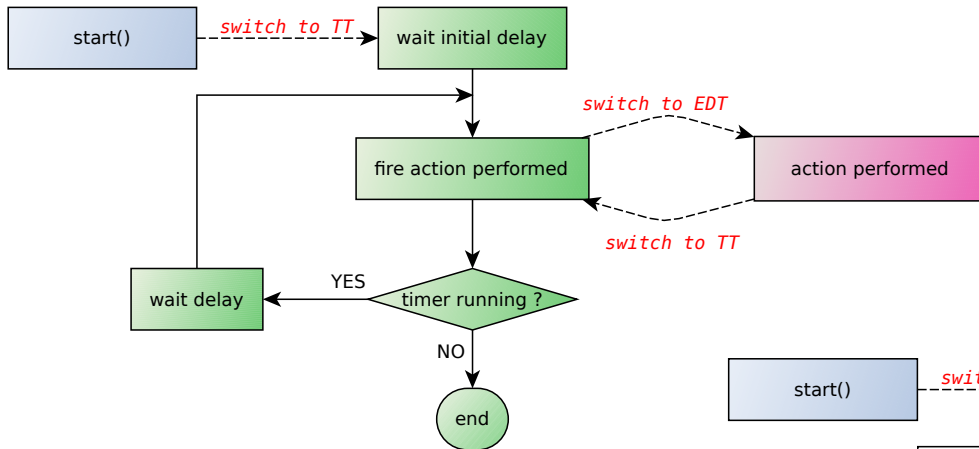 start()
switch to TT
wait initial delay
switch to EDT
fire action performed
action performed
switch to TT
YES
wait delay
timer running ?
NO
end
start()